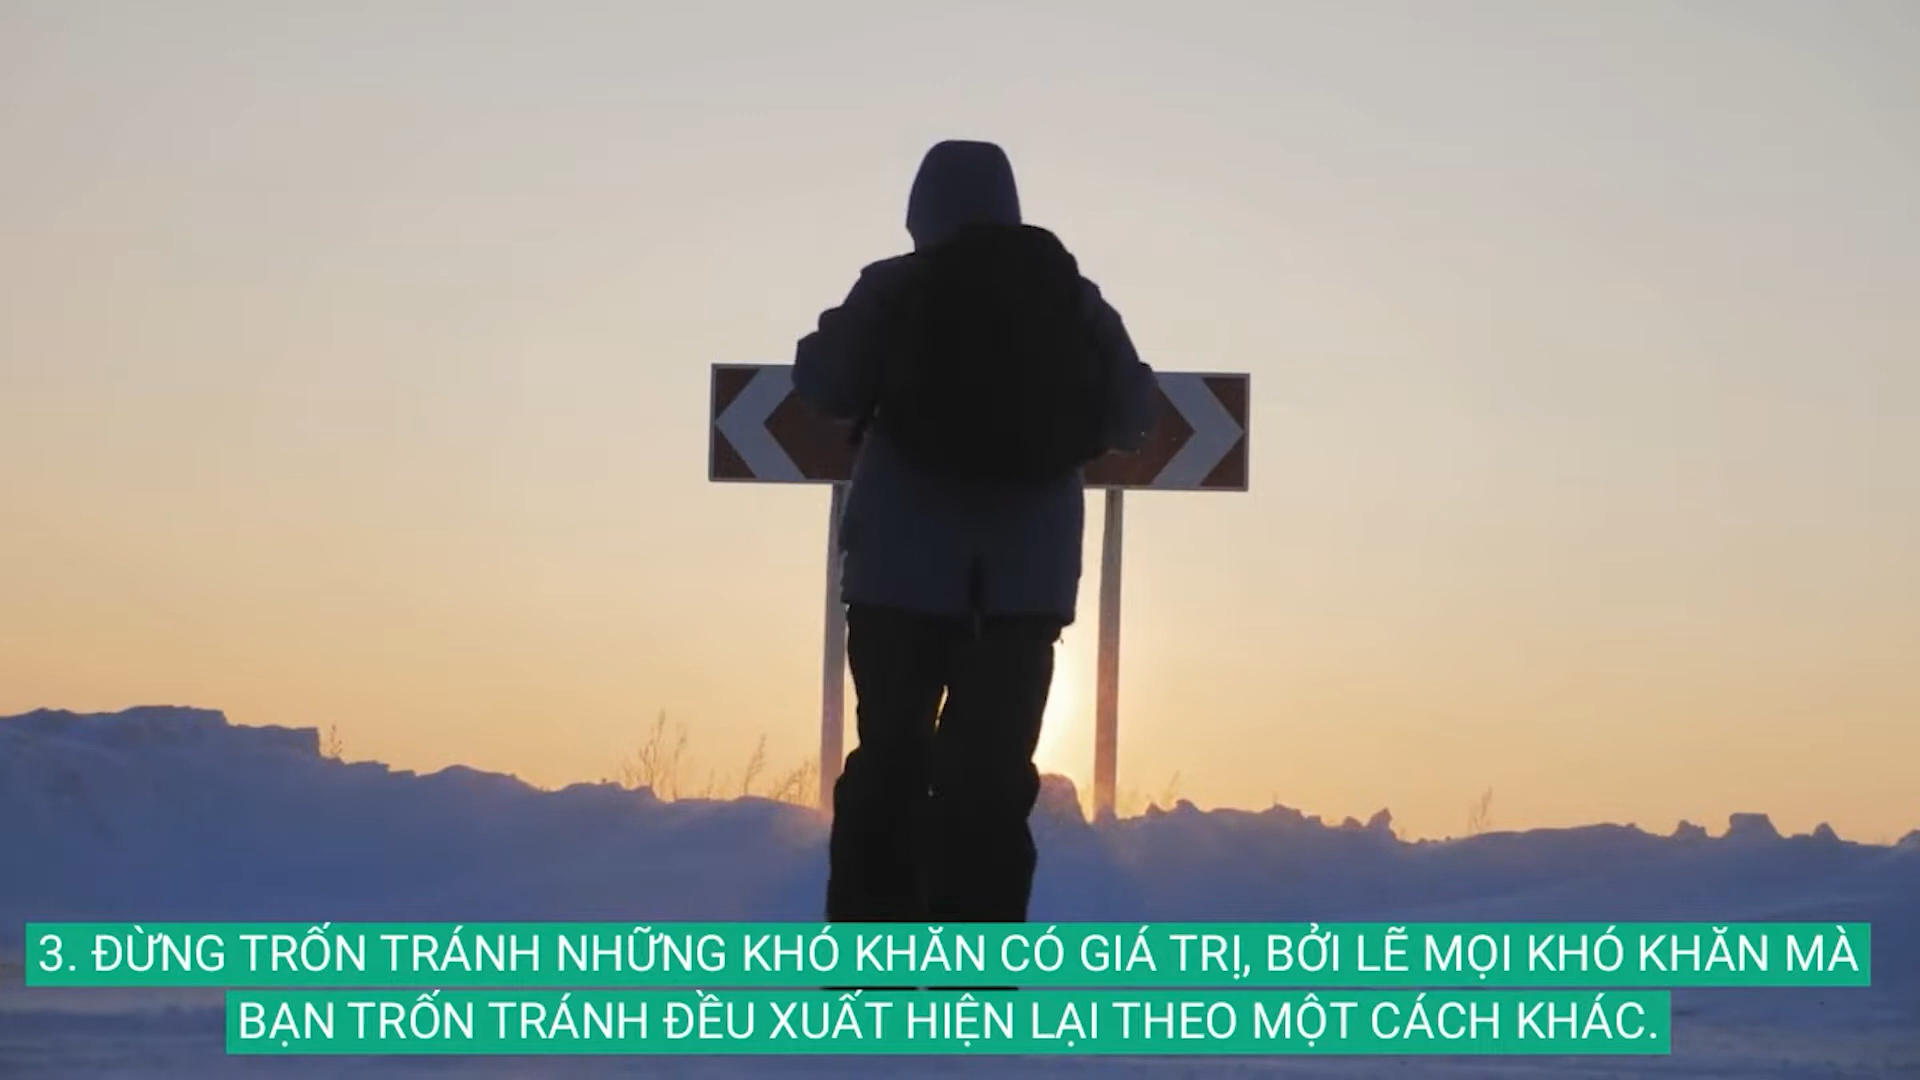 3. ĐỪNG TRỐN TRÁNH NHỮNG KHÓ KHĂN CÓ GIÁ TRỊ, BỞI LẼ MỌI KHÓ KHĂN MÀ
BẠN TRỐN TRÁNH ĐỀU XUẤT HIỆN LẠI THEO MỘT CÁCH KHÁC.